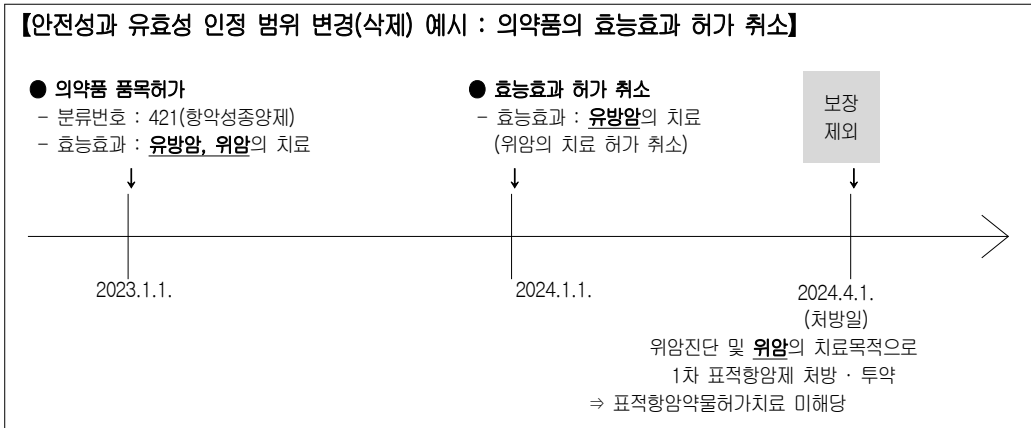 【안전성과 유효성 인정 범위 변경(삭제) 예시 : 의약품의 효능효과 허가 취소】
● 의약품 품목허가
- 분류번호 : 421(항악성종양제)
- 효능효과 : 유방암, 위암의 치료
↓
● 효능효과 허가 취소
- 효능효과 : 유방암의 치료
(위암의 치료 허가 취소)
↓
보장
제외
↓
2023.1.1.
2024.1.1.
2024.4.1.
(처방일)
위암진단 및 위암의 치료목적으로
1차 표적항암제 처방 · 투약
⇒ 표적항암약물허가치료 미해당